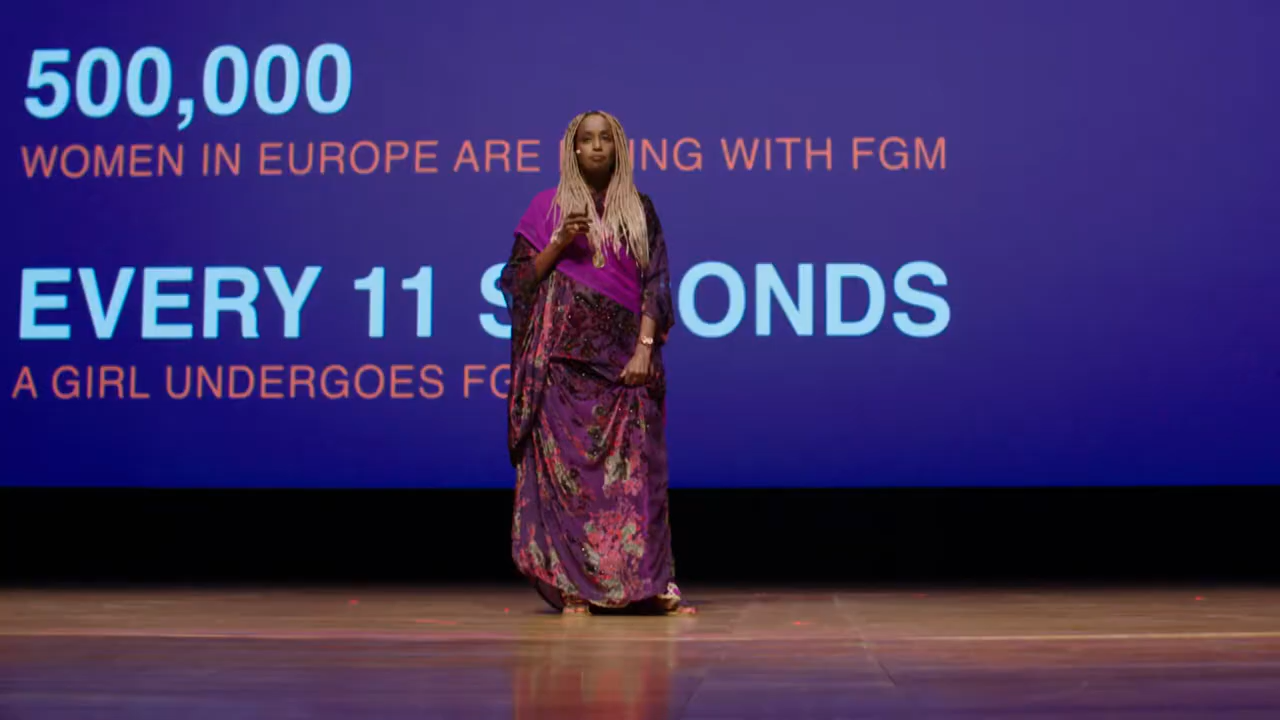 500,000
WOMEN IN EUROPE ARE WITH FGM
EVERY 11
A GIRL UNDERGOES